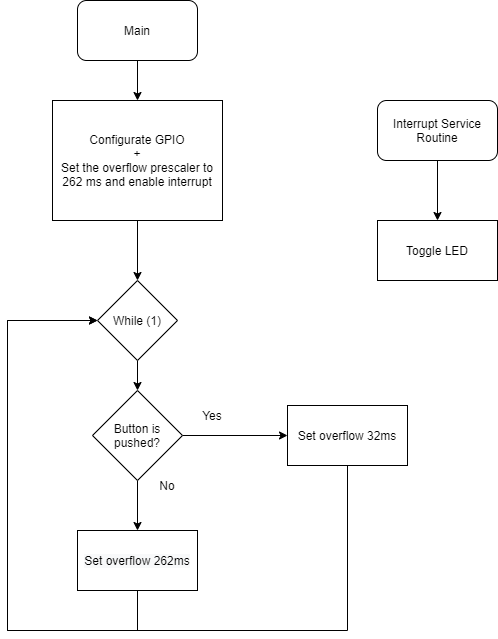 Main
Configurate GPIO
+
Set the overflow prescaler to
262 ms and enable interrupt
Interrupt Service
Routine
Toggle LED
While (1)
Button is
pushed?
Yes
Set overflow 32ms
No
Set overflow 262ms